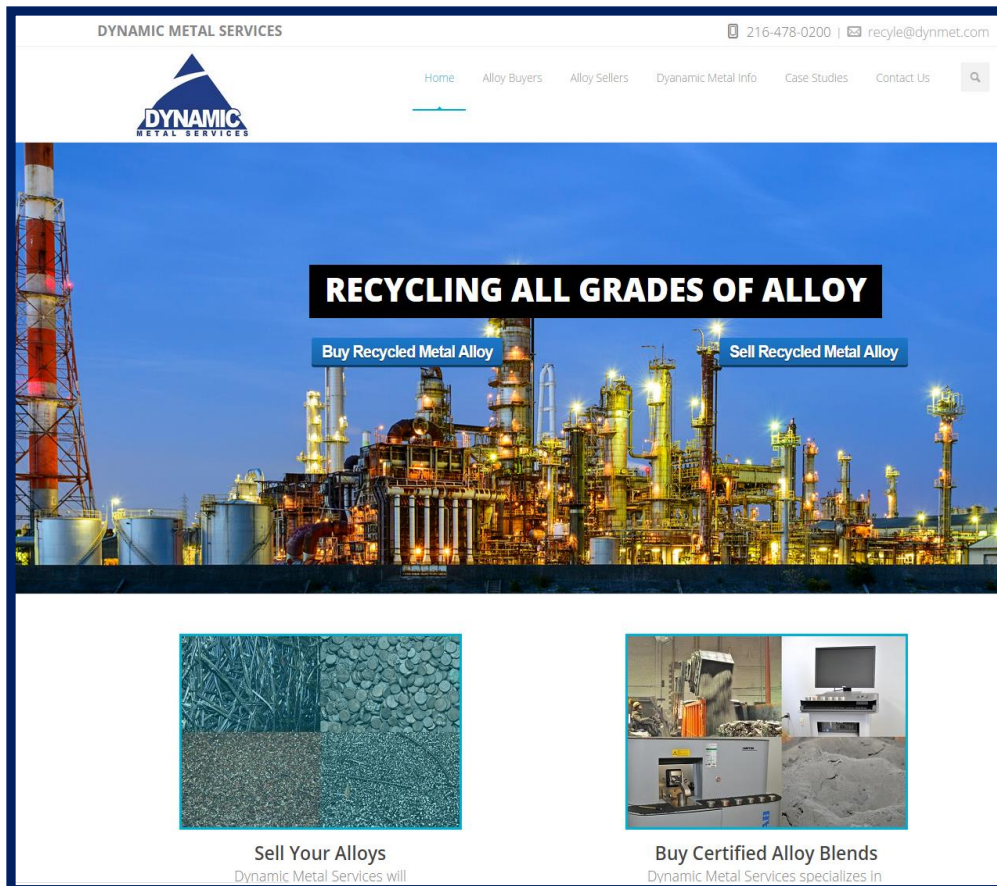 DYNAMIC METAL SERVICES
216-478-0200 | recyle@dynmet.com
DYNAMIC
METAL SERVICES
Home Alloy Buyers Alloy Sellers Dyanamic Metal Info Case Studies Contact Us
RECYCLING ALL GRADES OF ALLOY
Buy Recycled Metal Alloy Sell Recycled Metal Alloy
Sell Your Alloys
Dynamic Metal Services will
Buy Certified Alloy Blends
Dynamic Metal Services specializes in